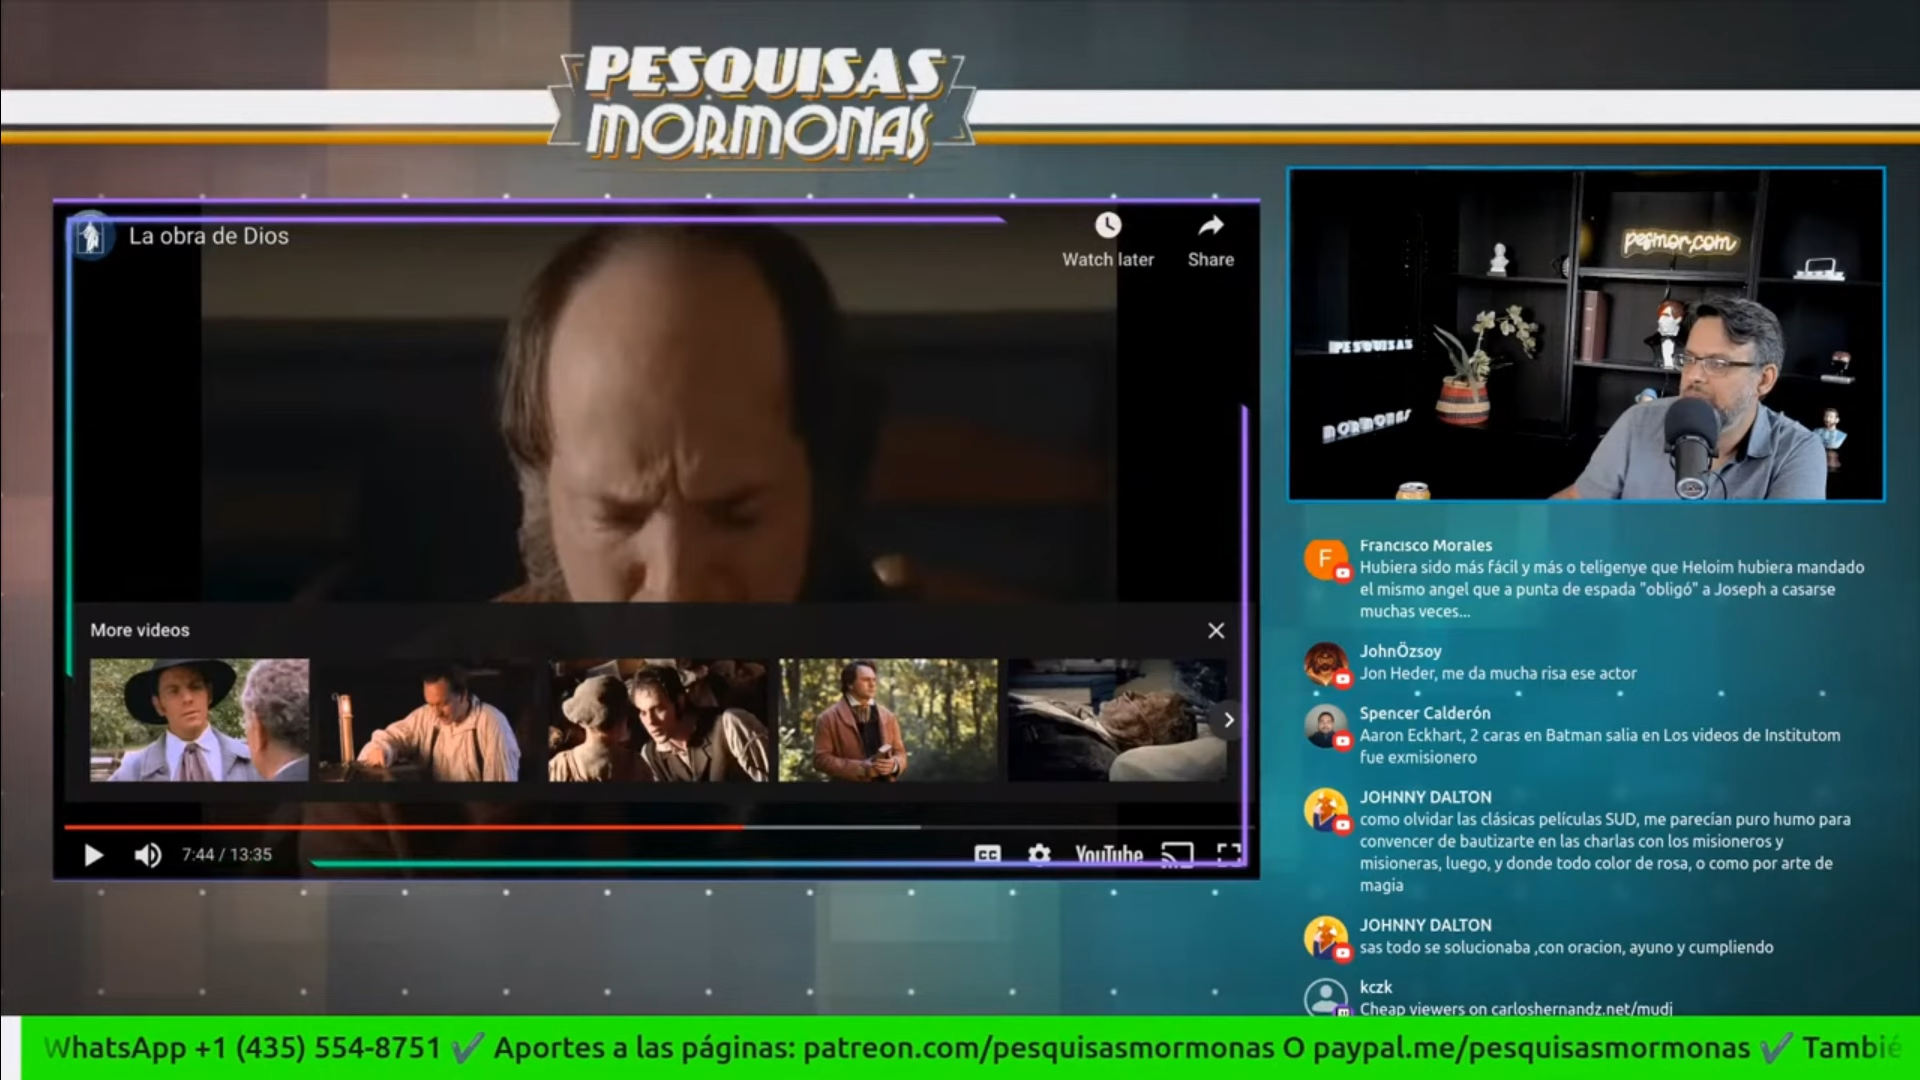 PESQUISAS
MORMONAS
La obra de Dios
Watch later
Share
More videos
7:44 / 13:35
CC
YouTube
pesmor.com
PESQUISAS
MORMONAS
F
Francisco Morales
Hubiera sido más fácil y más o teligenye que Heloim hubiera mandado
el mismo angel que a punta de espada "obligó" a Joseph a casarse
muchas veces...
JohnÖzsoy
Jon Heder, me da mucha risa ese actor
Spencer Calderón
Aaron Eckhart, 2 caras en Batman salia en Los videos de Institutom
fue exmisionero
JOHNNY DALTON
como olvidar las clásicas películas SUD, me parecían puro humo para
convencer de bautizarte en las charlas con los misioneros y
misioneras, luego, y donde todo color de rosa, o como por arte de
magia
JOHNNY DALTON
sas todo se solucionaba ,con oracion, ayuno y cumpliendo
kczk
Cheap viewers on carloshernandz.net/mudj
WhatsApp +1 (435) 554-8751 ✔ Aportes a las páginas: patreon.com/pesquisasmormonas O paypal.me/pesquisasmormonas ✔ Tambié